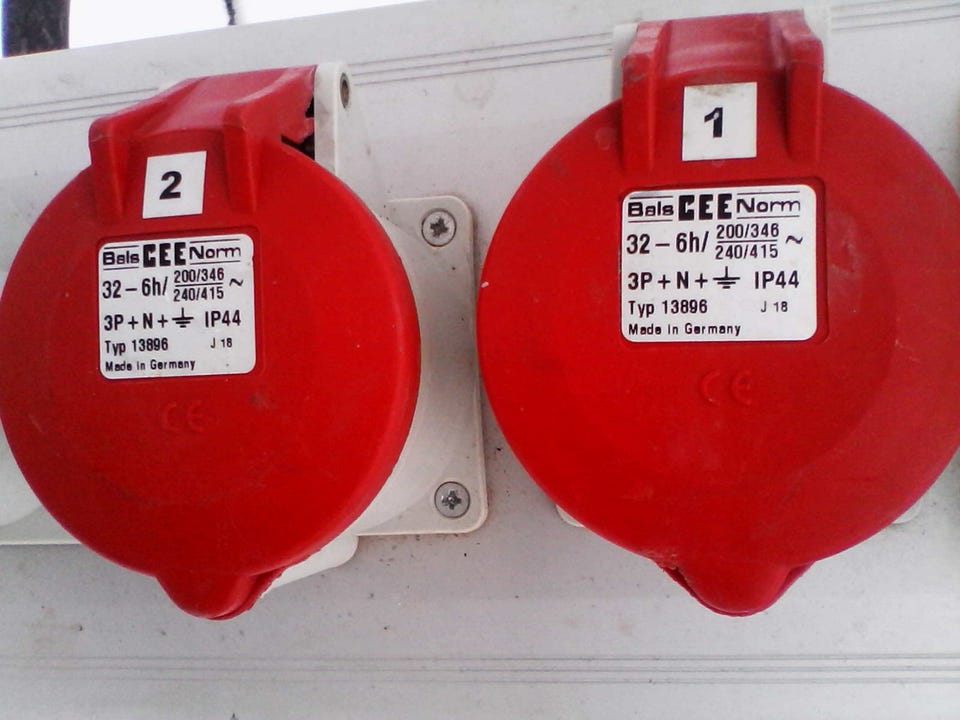 2
Bals CEE Norm
32 – 6h/ 200/346
240/415 ~
3P + N + ⏚ IP44
Typ 13896 J 18
Made in Germany
CE
1
Bals CEE Norm
32 – 6h/ 200/346
240/415 ~
3P + N + ⏚ IP44
Typ 13896 J 18
Made in Germany
CE